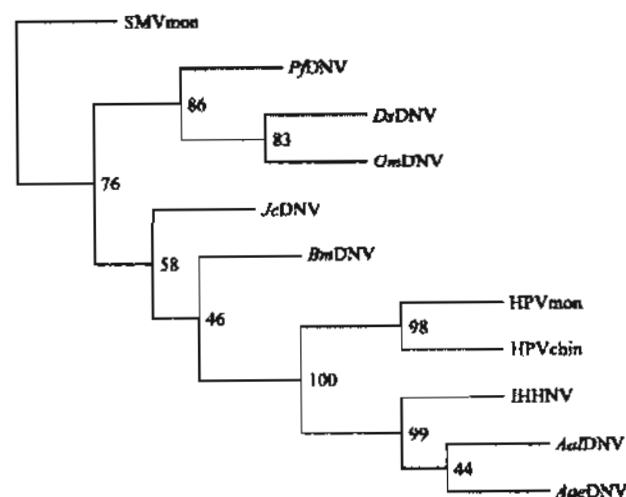 SMVmon
PfDNV
86
DsDNV
83
GmDNV
76
JcDNV
58
BmDNV
46
HPVmon
98
HPVchin
100
IHHNV
99
AalDNV
44
AaeDNV